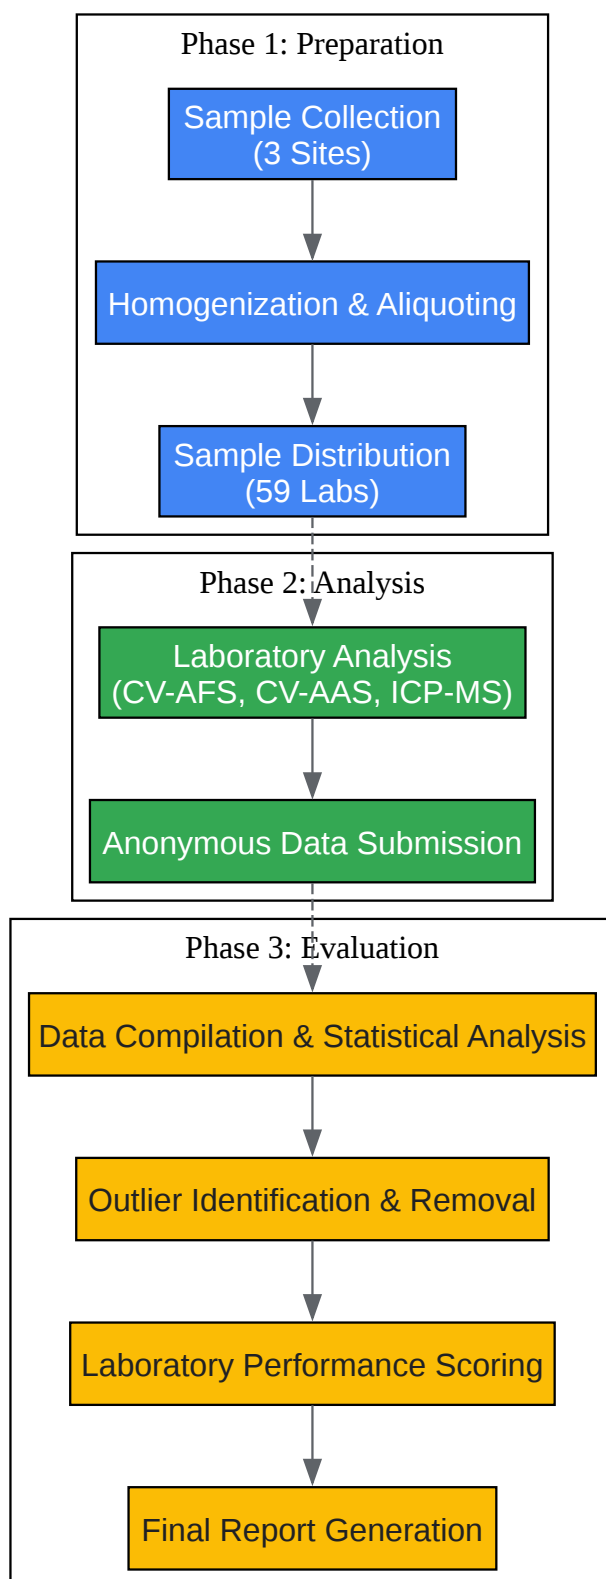 Phase 1: Preparation
Sample Collection
(3 Sites)
Homogenization & Aliquoting
Sample Distribution
(59 Labs)
Phase 2: Analysis
Laboratory Analysis
(CV-AFS, CV-AAS, ICP-MS)
Anonymous Data Submission
Phase 3: Evaluation
Data Compilation & Statistical Analysis
Outlier Identification & Removal
Laboratory Performance Scoring
Final Report Generation